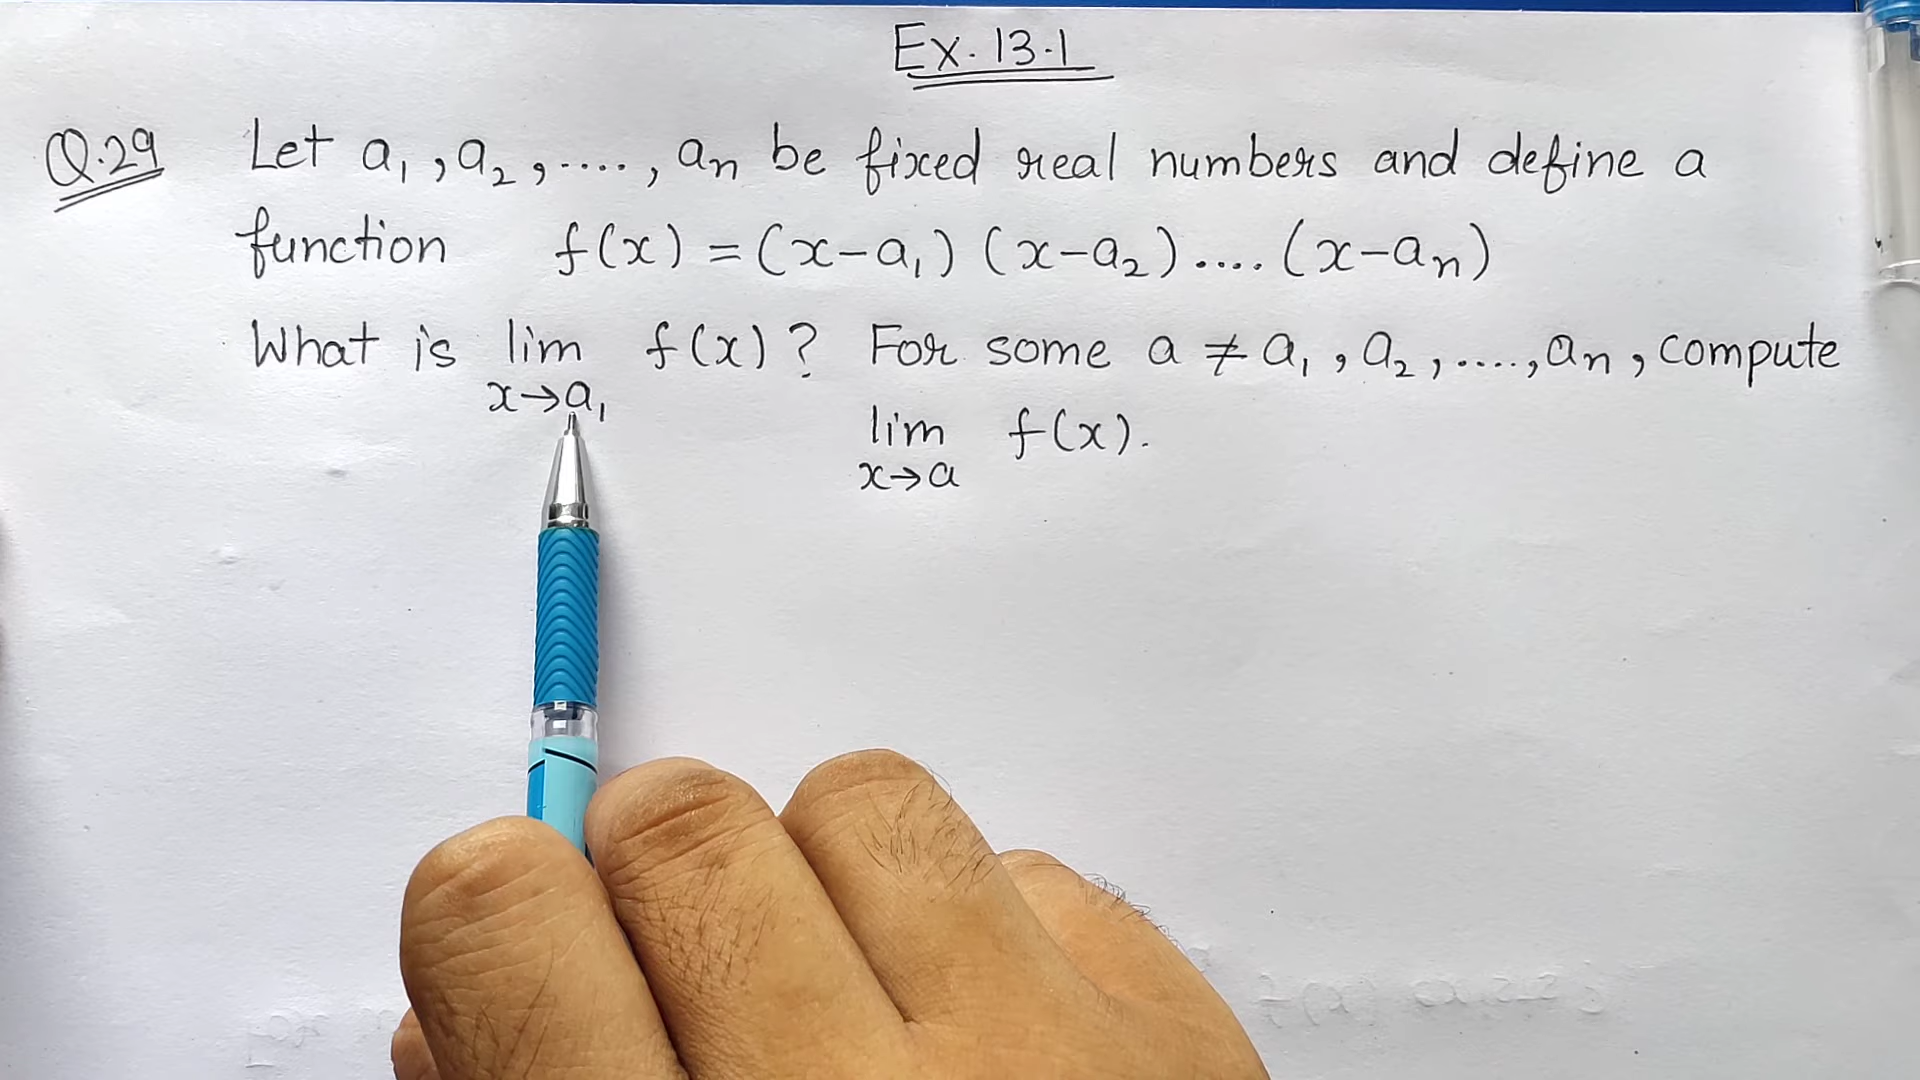 Ex. 13.1
Q.29 Let a₁, a₂, ...., aₙ be fixed real numbers and define a
function f(x) = (x-a₁) (x-a₂) .... (x-aₙ)
What is lim f(x)? For some a ≠ a₁, a₂, ...., aₙ, compute
x→a₁
lim f(x).
x→a